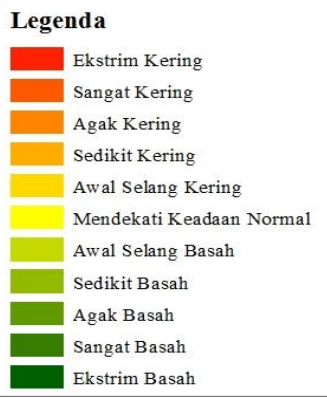 Legenda
Ekstrim Kering
Sangat Kering
Agak Kering
Sedikit Kering
Awal Selang Kering
Mendekati Keadaan Normal
Awal Selang Basah
Sedikit Basah
Agak Basah
Sangat Basah
Ekstrim Basah